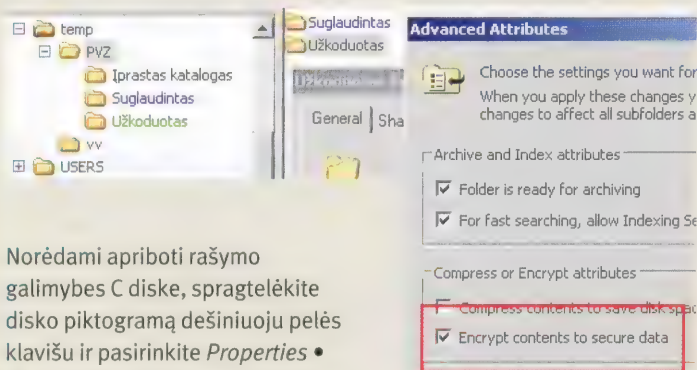 temp
PVZ
Įprastas katalogas
Suglaudintas
Užkoduotas
vv
USERS
Suglaudintas
Užkoduotas
General Sha
Advanced Attributes
Choose the settings you want for
When you apply these changes y
changes to affect all subfolders a
Archive and Index attributes
Folder is ready for archiving
For fast searching, allow Indexing Se
Compress or Encrypt attributes
Compress contents to save disk spac
Encrypt contents to secure data
Norėdami apriboti rašymo
galimybes C diske, spragtelėkite
disko piktogramą dešiniuoju pelės
klavišu ir pasirinkite Properties •